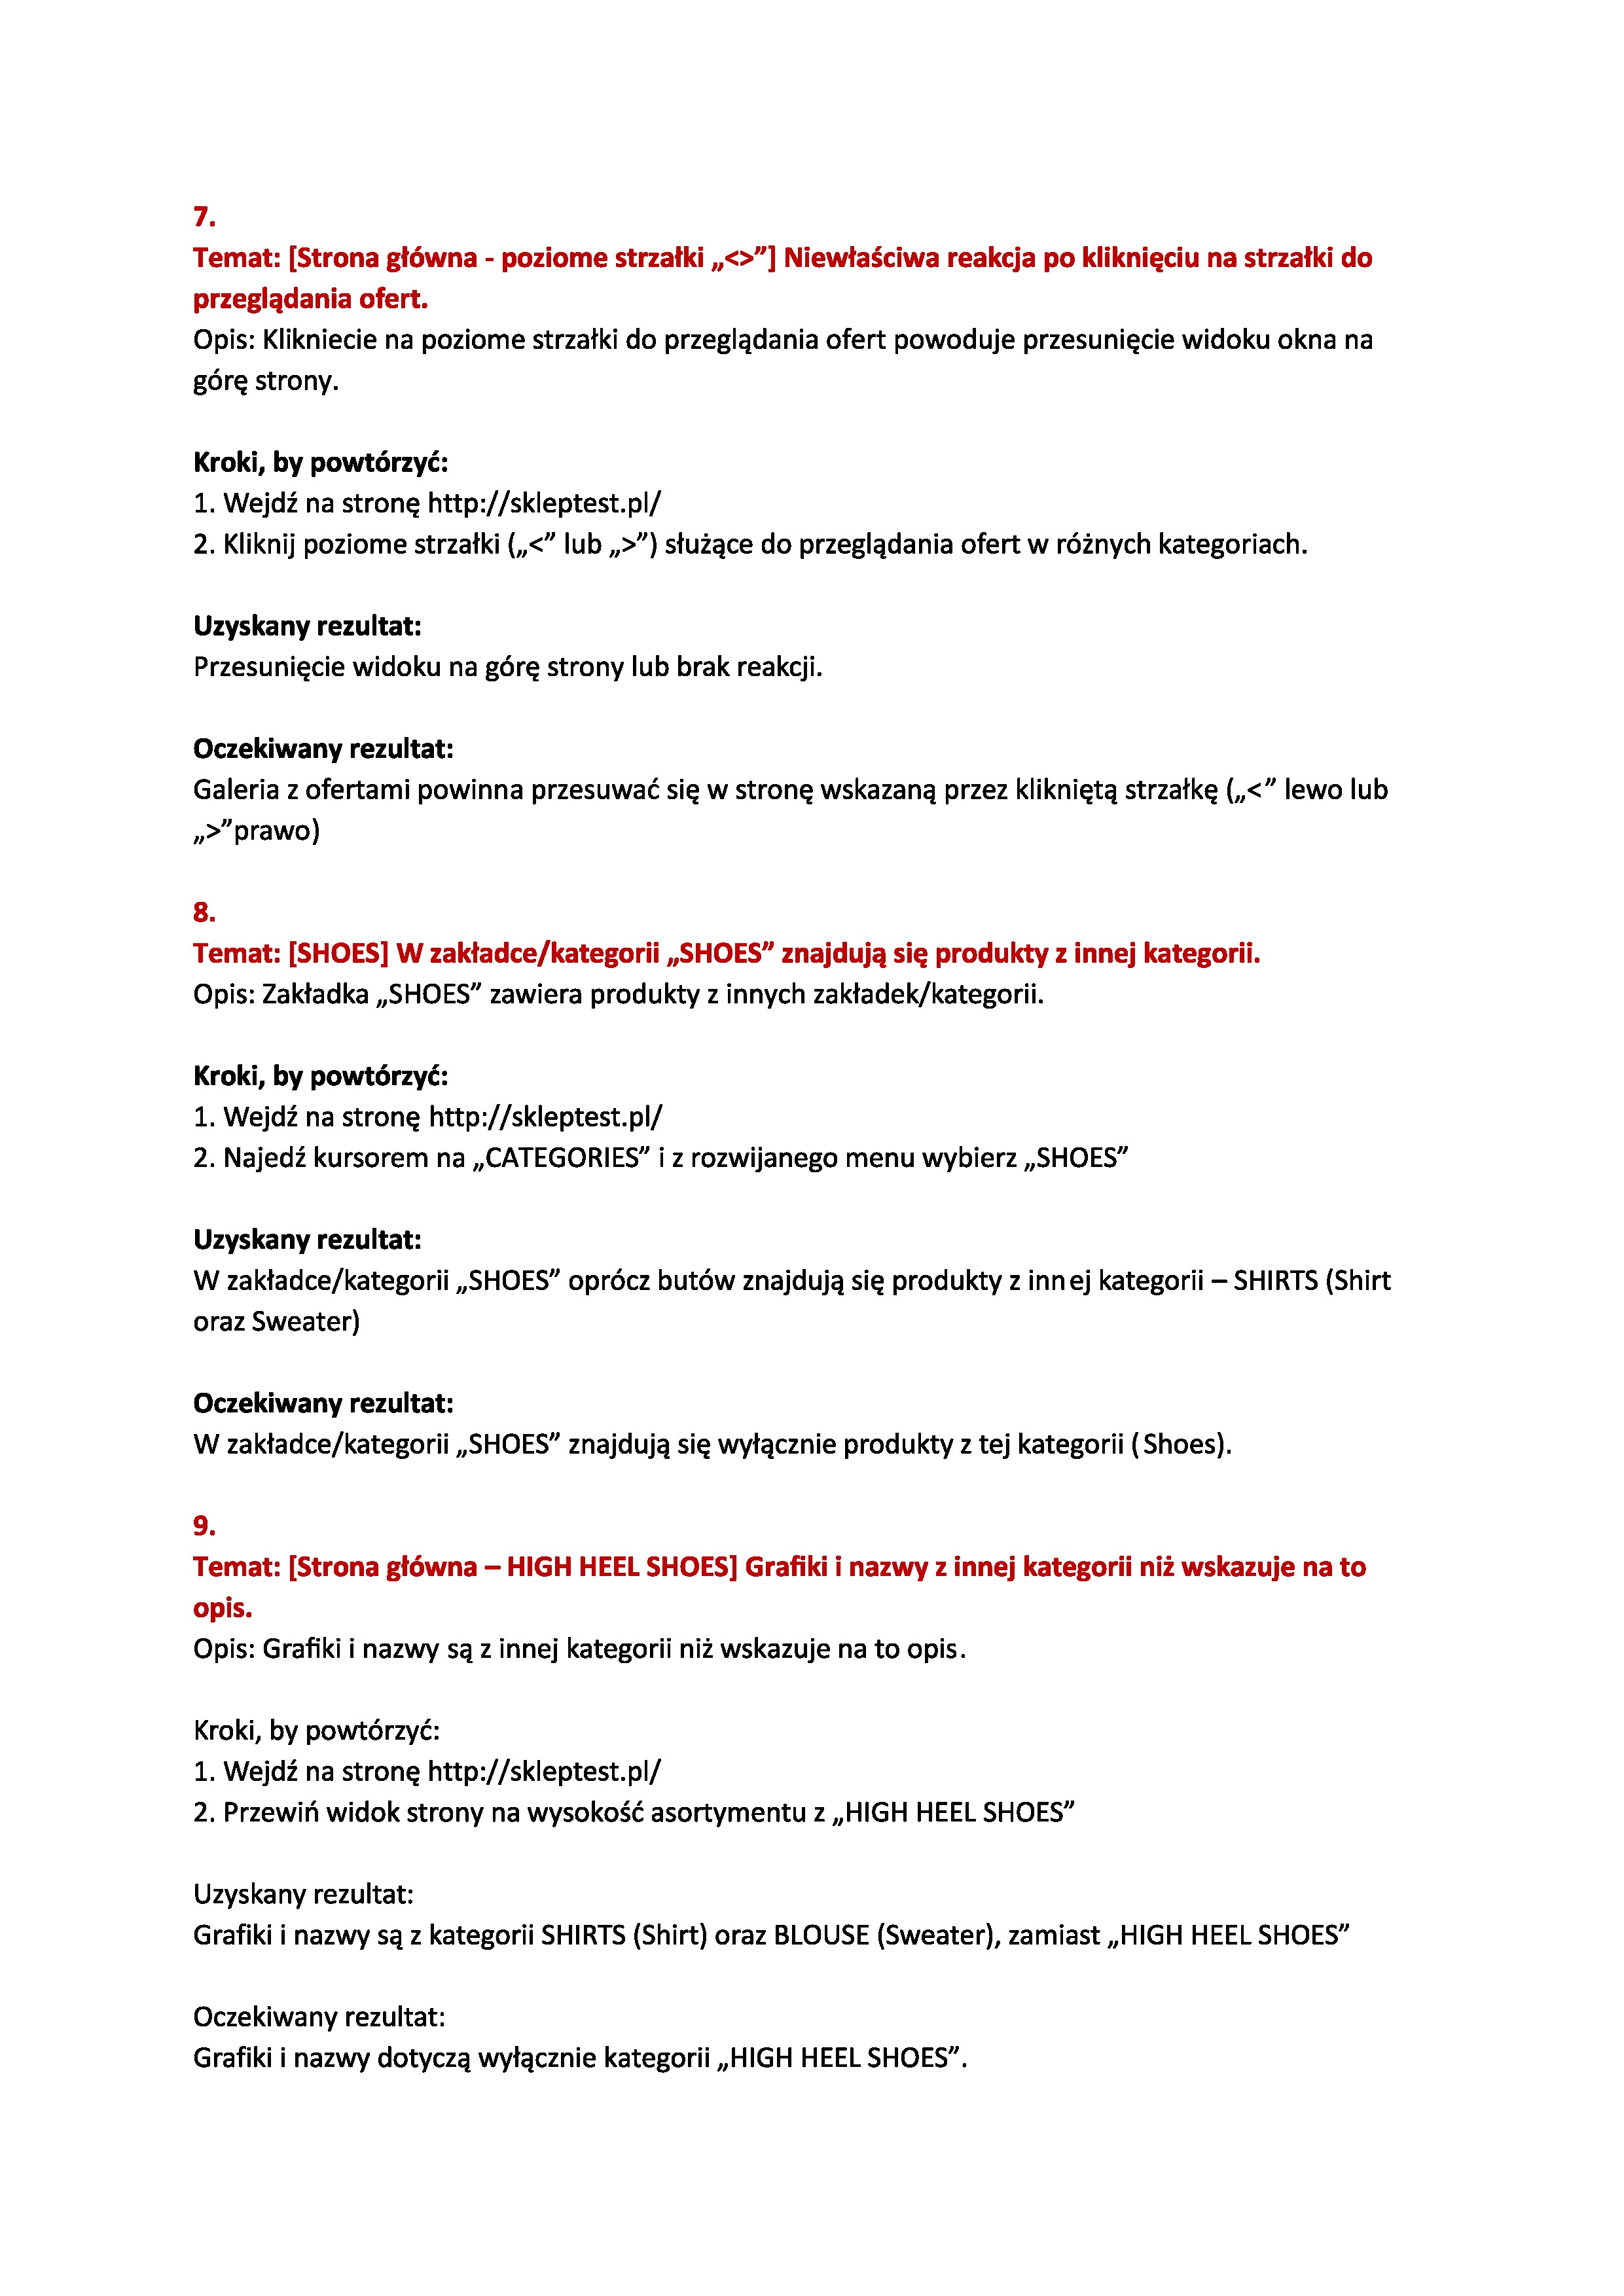 7.
Temat: [Strona główna - poziome strzałki „<>”] Niewłaściwa reakcja po kliknięciu na strzałki do
przeglądania ofert.
Opis: Klikniecie na poziome strzałki do przeglądania ofert powoduje przesunięcie widoku okna na
górę strony.
Kroki, by powtórzyć:
1. Wejdź na stronę http://skleptest.pl/
2. Kliknij poziome strzałki („<” lub „>”) służące do przeglądania ofert w różnych kategoriach.
Uzyskany rezultat:
Przesunięcie widoku na górę strony lub brak reakcji.
Oczekiwany rezultat:
Galeria z ofertami powinna przesuwać się w stronę wskazaną przez klikniętą strzałkę („<” lewo lub
„>”prawo)
8.
Temat: [SHOES] W zakładce/kategorii „SHOES” znajdują się produkty z innej kategorii.
Opis: Zakładka „SHOES” zawiera produkty z innych zakładek/kategorii.
Kroki, by powtórzyć:
1. Wejdź na stronę http://skleptest.pl/
2. Najedź kursorem na „CATEGORIES” i z rozwijanego menu wybierz „SHOES”
Uzyskany rezultat:
W zakładce/kategorii „SHOES” oprócz butów znajdują się produkty z innej kategorii – SHIRTS (Shirt
oraz Sweater)
Oczekiwany rezultat:
W zakładce/kategorii „SHOES” znajdują się wyłącznie produkty z tej kategorii (Shoes).
9.
Temat: [Strona główna – HIGH HEEL SHOES] Grafiki i nazwy z innej kategorii niż wskazuje na to
opis.
Opis: Grafiki i nazwy są z innej kategorii niż wskazuje na to opis.
Kroki, by powtórzyć:
1. Wejdź na stronę http://skleptest.pl/
2. Przewiń widok strony na wysokość asortymentu z „HIGH HEEL SHOES”
Uzyskany rezultat:
Grafiki i nazwy są z kategorii SHIRTS (Shirt) oraz BLOUSE (Sweater), zamiast „HIGH HEEL SHOES”
Oczekiwany rezultat:
Grafiki i nazwy dotyczą wyłącznie kategorii „HIGH HEEL SHOES”.